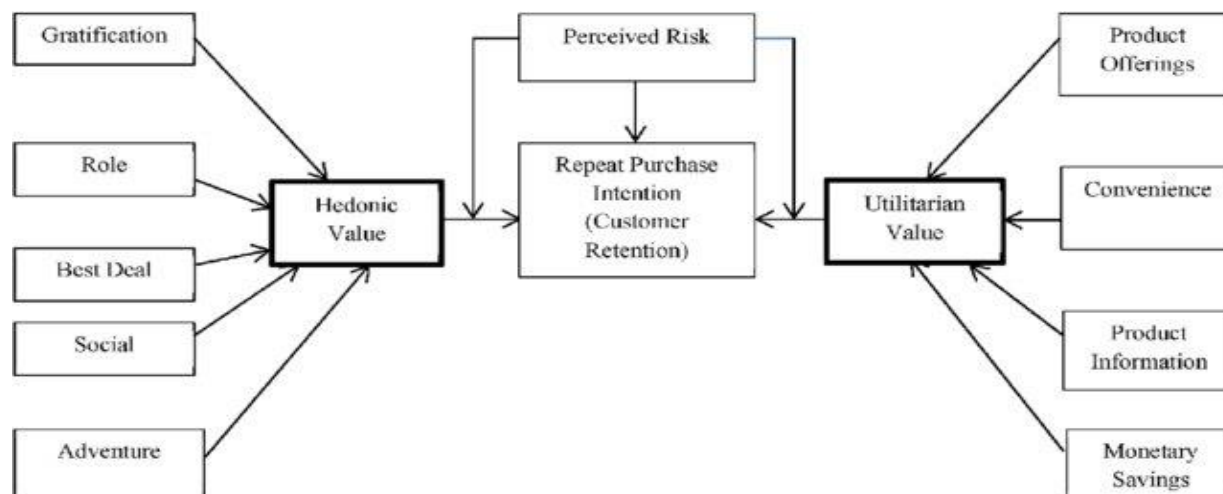 Gratification
Role
Best Deal
Social
Adventure
Hedonic
Value
Perceived Risk
Repeat Purchase
Intention
(Customer
Retention)
Utilitarian
Value
Product
Offerings
Convenience
Product
Information
Monetary
Savings